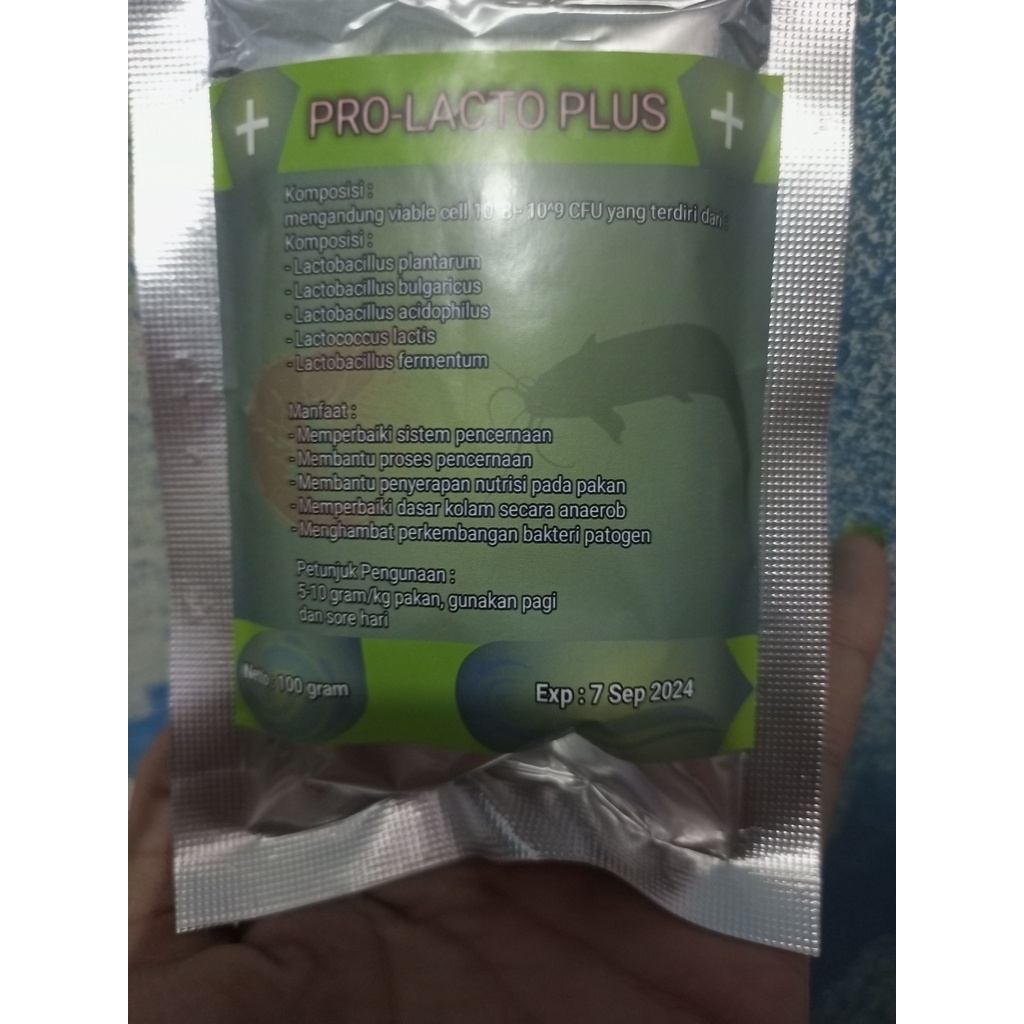 PRO-LACTO PLUS
Komposisi :
mengandung viable cell 10^8 - 10^9 CFU yang terdiri dari :
Komposisi :
- Lactobacillus plantarum
- Lactobacillus bulgaricus
- Lactobacillus acidophilus
- Lactococcus lactis
- Lactobacillus fermentum
Manfaat :
- Memperbaiki sistem pencernaan
- Membantu proses pencernaan
- Membantu penyerapan nutrisi pada pakan
- Memperbaiki dasar kolam secara anaerob
- Menghambat perkembangan bakteri patogen
Petunjuk Pengunaan :
5-10 gram/kg pakan, gunakan pagi
dan sore hari
Netto : 100 gram
Exp : 7 Sep 2024